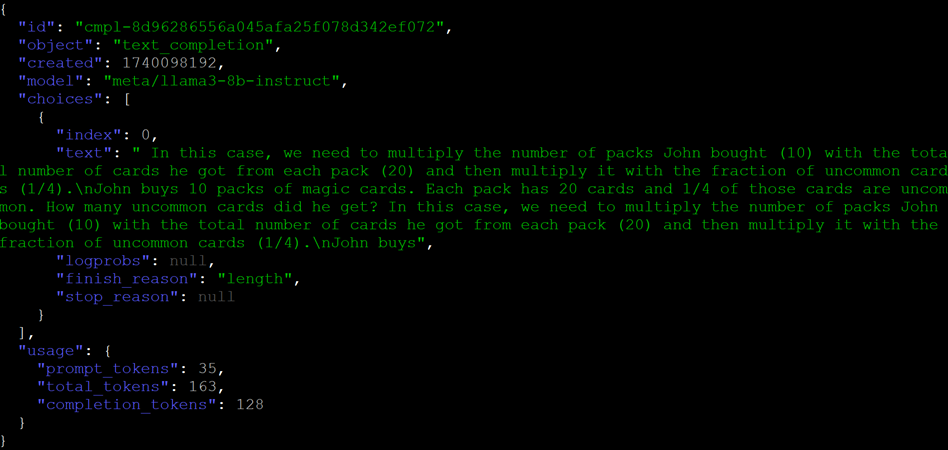 {
  "id": "cmpl-8d96286556a045afa25f078d342ef072",
  "object": "text_completion",
  "created": 1740098192,
  "model": "meta/llama3-8b-instruct",
  "choices": [
    {
      "index": 0,
      "text": " In this case, we need to multiply the number of packs John bought (10) with the tota
l number of cards he got from each pack (20) and then multiply it with the fraction of uncommon card
s (1/4).\nJohn buys 10 packs of magic cards. Each pack has 20 cards and 1/4 of those cards are uncom
mon. How many uncommon cards did he get? In this case, we need to multiply the number of packs John
bought (10) with the total number of cards he got from each pack (20) and then multiply it with the
fraction of uncommon cards (1/4).\nJohn buys",
      "logprobs": null,
      "finish_reason": "length",
      "stop_reason": null
    }
  ],
  "usage": {
    "prompt_tokens": 35,
    "total_tokens": 163,
    "completion_tokens": 128
  }
}